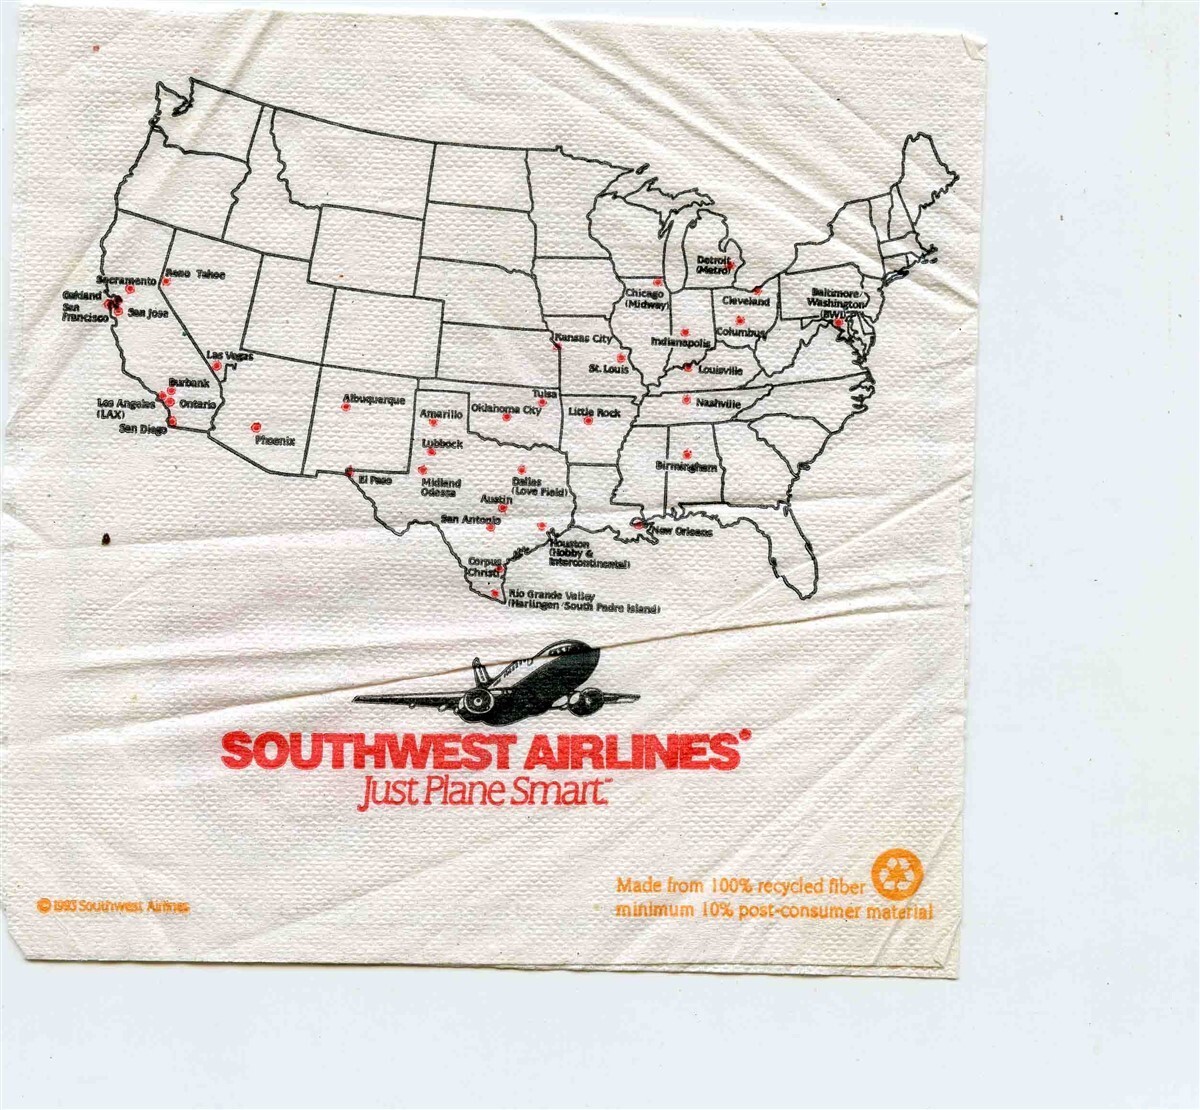 Detroit
(Metro)
Sacramento
Reno Tahoe
Oakland
San
Francisco
San Jose
Chicago
(Midway)
Cleveland
Baltimore/
Washington
(BWI)
Columbus
Indianapolis
Kansas City
St. Louis
Louisville
Las Vegas
Burbank
Los Angeles
(LAX)
Ontario
San Diego
Phoenix
Albuquerque
Amarillo
Oklahoma City
Tulsa
Little Rock
Nashville
Lubbock
Birmingham
El Paso
Midland
Odessa
Dallas
(Love Field)
Austin
San Antonio
New Orleans
Houston
(Hobby &
Intercontinental)
Corpus
Christi
Rio Grande Valley
(Harlingen/South Padre Island)
SOUTHWEST AIRLINES®
Just Plane Smart.™
Made from 100% recycled fiber
minimum 10% post-consumer material
© 1993 Southwest Airlines